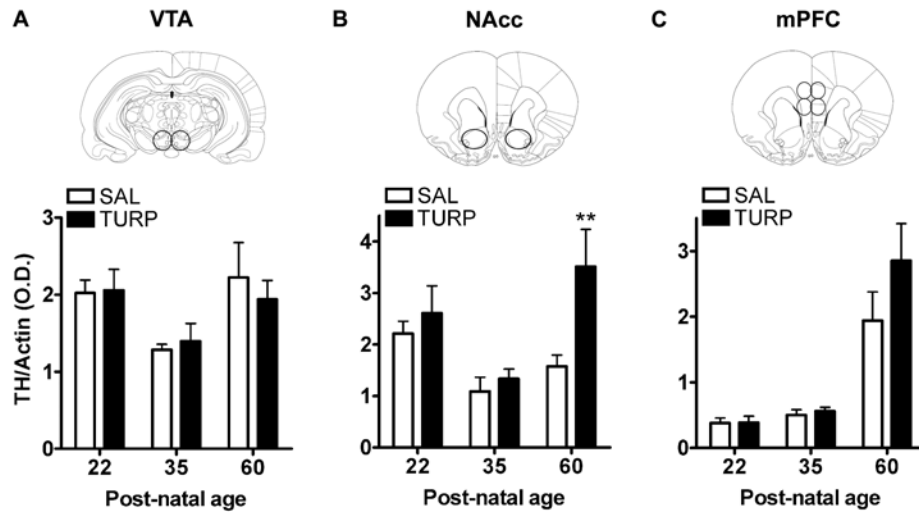 A VTA
B NAcc
C mPFC
SAL
TURP
TH/Actin (O.D.)
3
2
1
0
22 35 60
Post-natal age
SAL
TURP
**
4
3
2
1
0
22 35 60
Post-natal age
SAL
TURP
3
2
1
0
22 35 60
Post-natal age